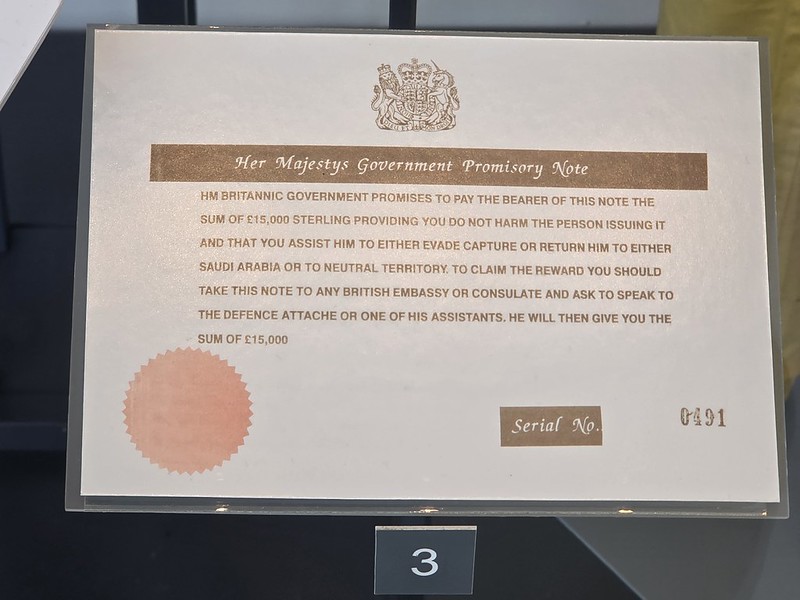 Her Majestys Government Promisory Note
HM BRITANNIC GOVERNMENT PROMISES TO PAY THE BEARER OF THIS NOTE THE
SUM OF £15,000 STERLING PROVIDING YOU DO NOT HARM THE PERSON ISSUING IT
AND THAT YOU ASSIST HIM TO EITHER EVADE CAPTURE OR RETURN HIM TO EITHER
SAUDI ARABIA OR TO NEUTRAL TERRITORY. TO CLAIM THE REWARD YOU SHOULD
TAKE THIS NOTE TO ANY BRITISH EMBASSY OR CONSULATE AND ASK TO SPEAK TO
THE DEFENCE ATTACHE OR ONE OF HIS ASSISTANTS. HE WILL THEN GIVE YOU THE
SUM OF £15,000
Serial No. 0491
3